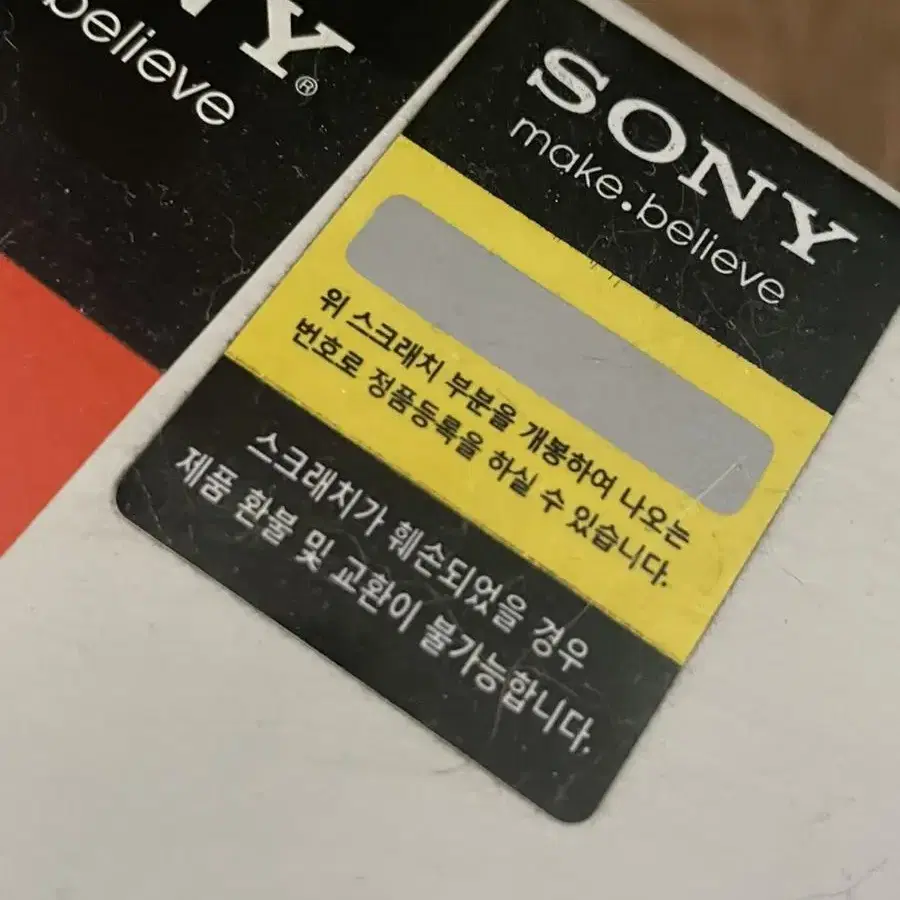 NY®
believe
SONY
make.believe
위 스크래치 부분을 개봉하여 나오는
번호로 정품등록을 하실 수 있습니다.
스크래치가 훼손되었을 경우
제품 환불 및 교환이 불가능합니다.